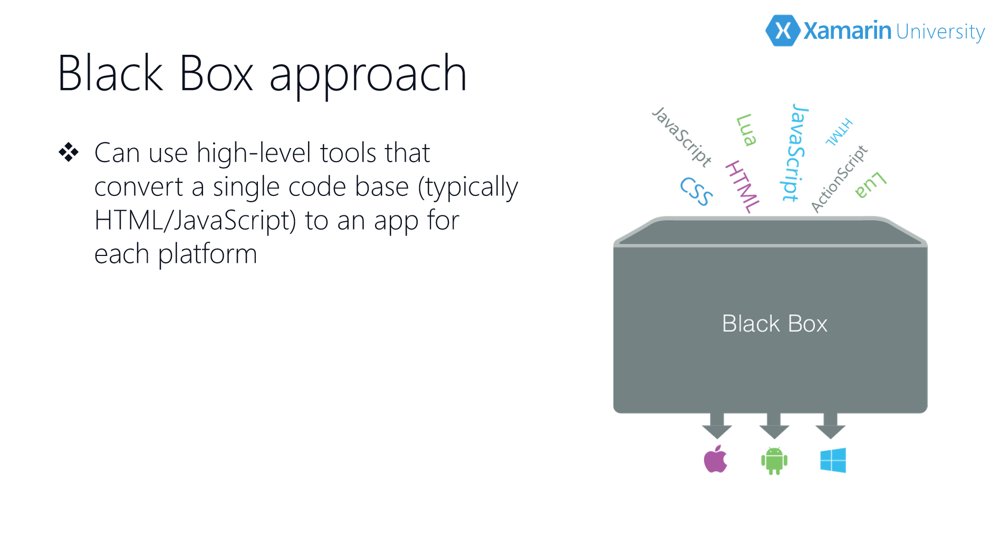 Xamarin University
Black Box approach
❖ Can use high-level tools that
convert a single code base (typically
HTML/JavaScript) to an app for
each platform
JavaScript
Lua
JavaScript
HTML
CSS
HTML
ActionScript
Lua
Black Box